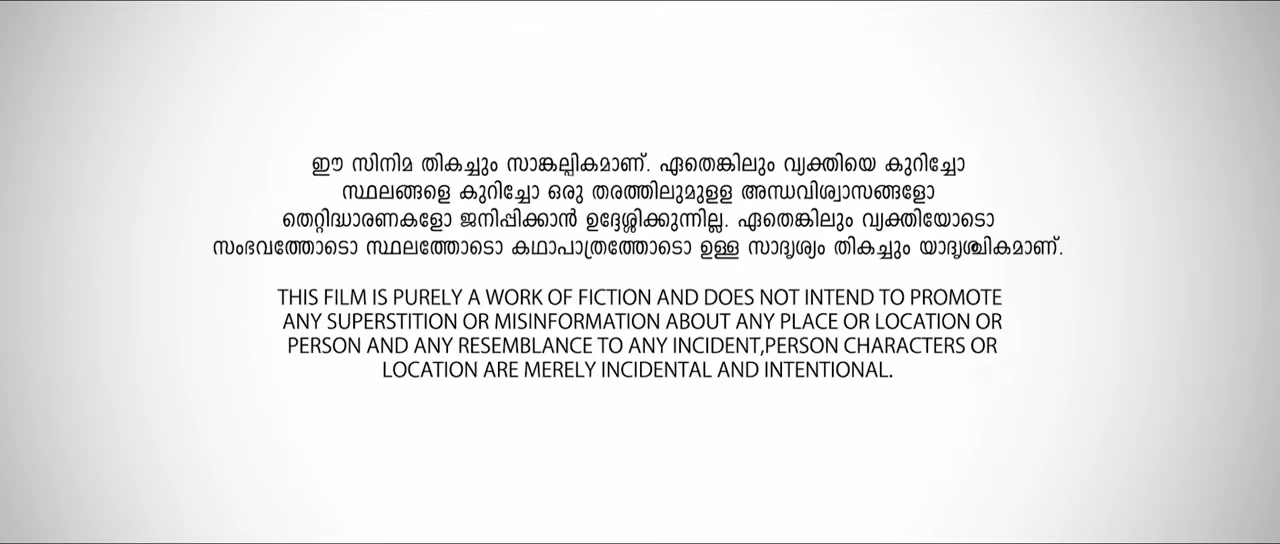 ഈ സിനിമ തികച്ചും സാങ്കല്പികമാണ്. ഏതെങ്കിലും വ്യക്തിയെ കുറിച്ചോ
സ്ഥലങ്ങളെ കുറിച്ചോ ഒരു തരത്തിലുമുളള അന്ധവിശ്വാസങ്ങളോ
തെറ്റിദ്ധാരണകളോ ജനിപ്പിക്കാൻ ഉദ്ദേശ്ശിക്കുന്നില്ല. ഏതെങ്കിലും വ്യക്തിയോടൊ
സംഭവത്തോടൊ സ്ഥലത്തോടൊ കഥാപാത്രത്തോടൊ ഉള്ള സാദൃശ്യം തികച്ചും യാദൃശ്ചികമാണ്.
THIS FILM IS PURELY A WORK OF FICTION AND DOES NOT INTEND TO PROMOTE
ANY SUPERSTITION OR MISINFORMATION ABOUT ANY PLACE OR LOCATION OR
PERSON AND ANY RESEMBLANCE TO ANY INCIDENT,PERSON CHARACTERS OR
LOCATION ARE MERELY INCIDENTAL AND INTENTIONAL.